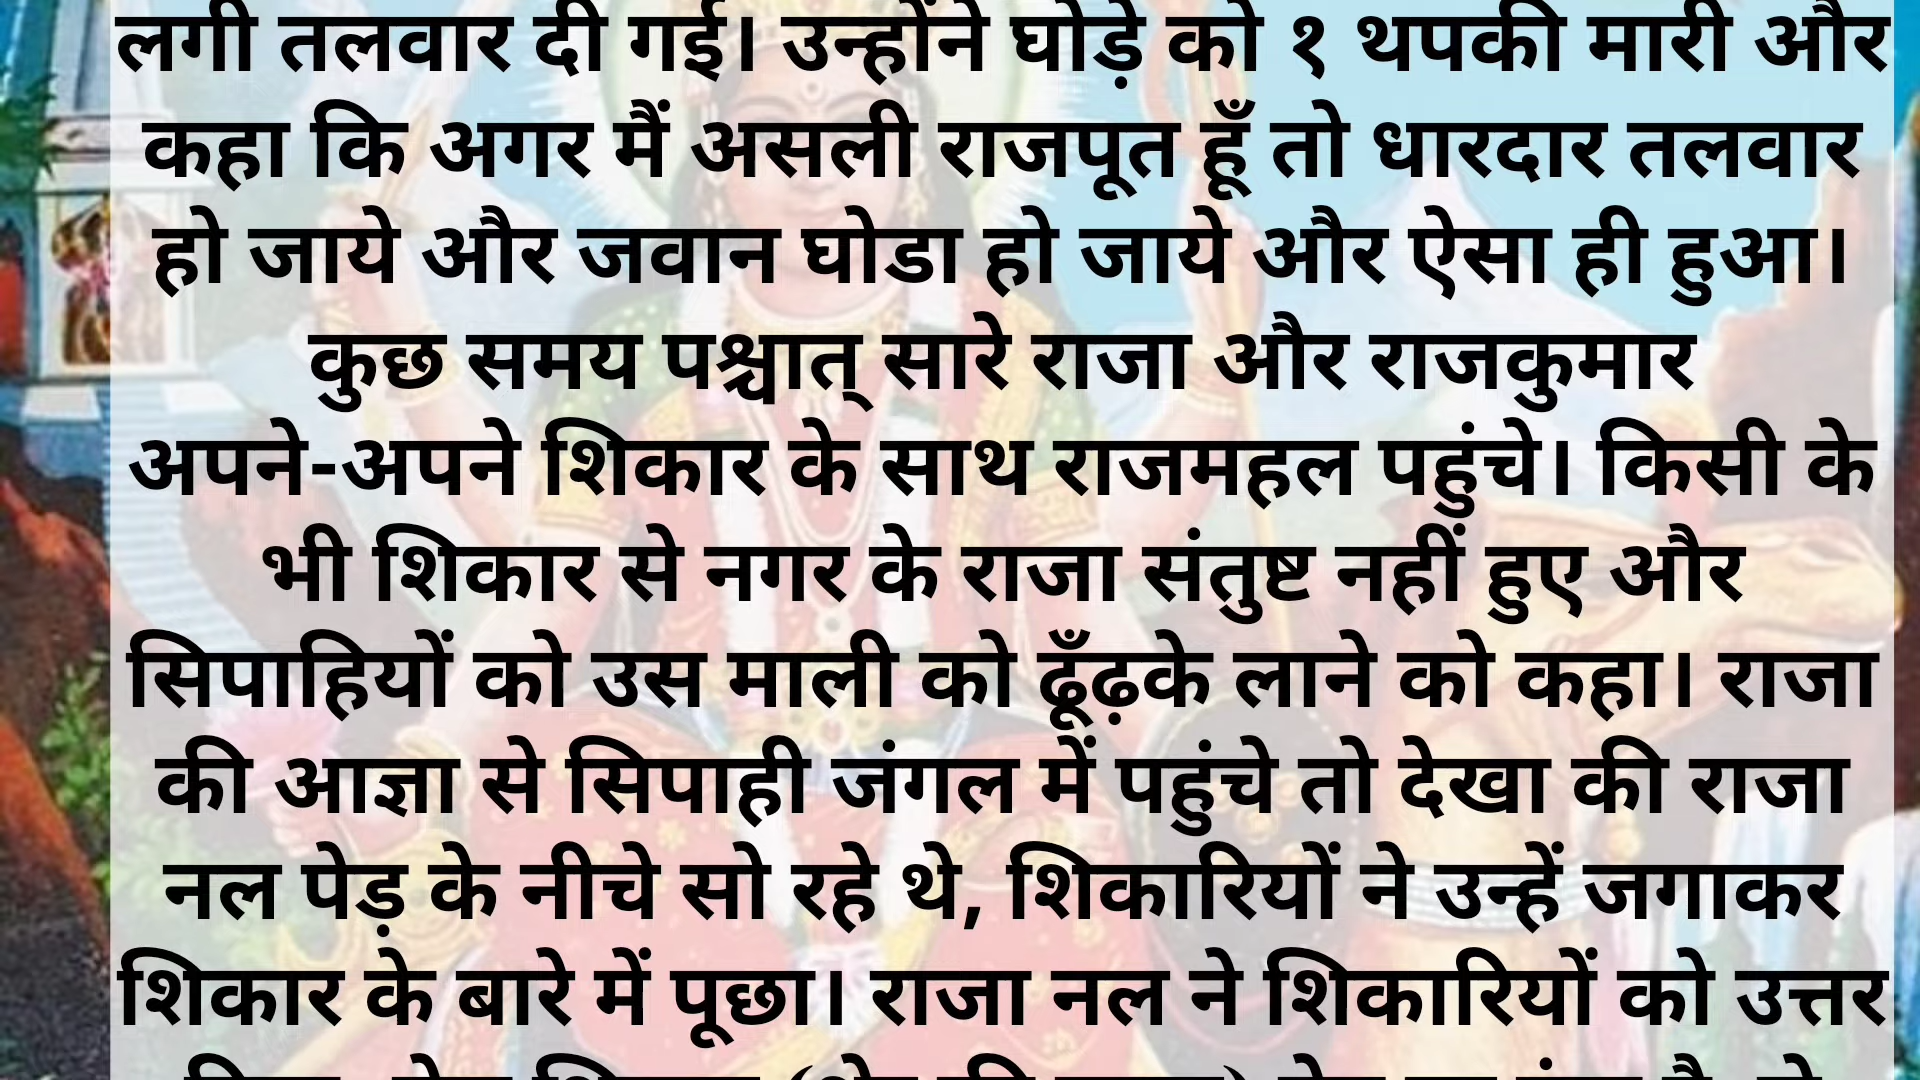 लगी तलवार दी गई। उन्होंने घोड़े को १ थपकी मारी और
कहा कि अगर मैं असली राजपूत हूँ तो धारदार तलवार
हो जाये और जवान घोडा हो जाये और ऐसा ही हुआ।
कुछ समय पश्चात् सारे राजा और राजकुमार
अपने-अपने शिकार के साथ राजमहल पहुंचे। किसी के
भी शिकार से नगर के राजा संतुष्ट नहीं हुए और
सिपाहियों को उस माली को ढूँढ़के लाने को कहा। राजा
की आज्ञा से सिपाही जंगल में पहुंचे तो देखा की राजा
नल पेड़ के नीचे सो रहे थे, शिकारियों ने उन्हें जगाकर
शिकार के बारे में पूछा। राजा नल ने शिकारियों को उत्तर